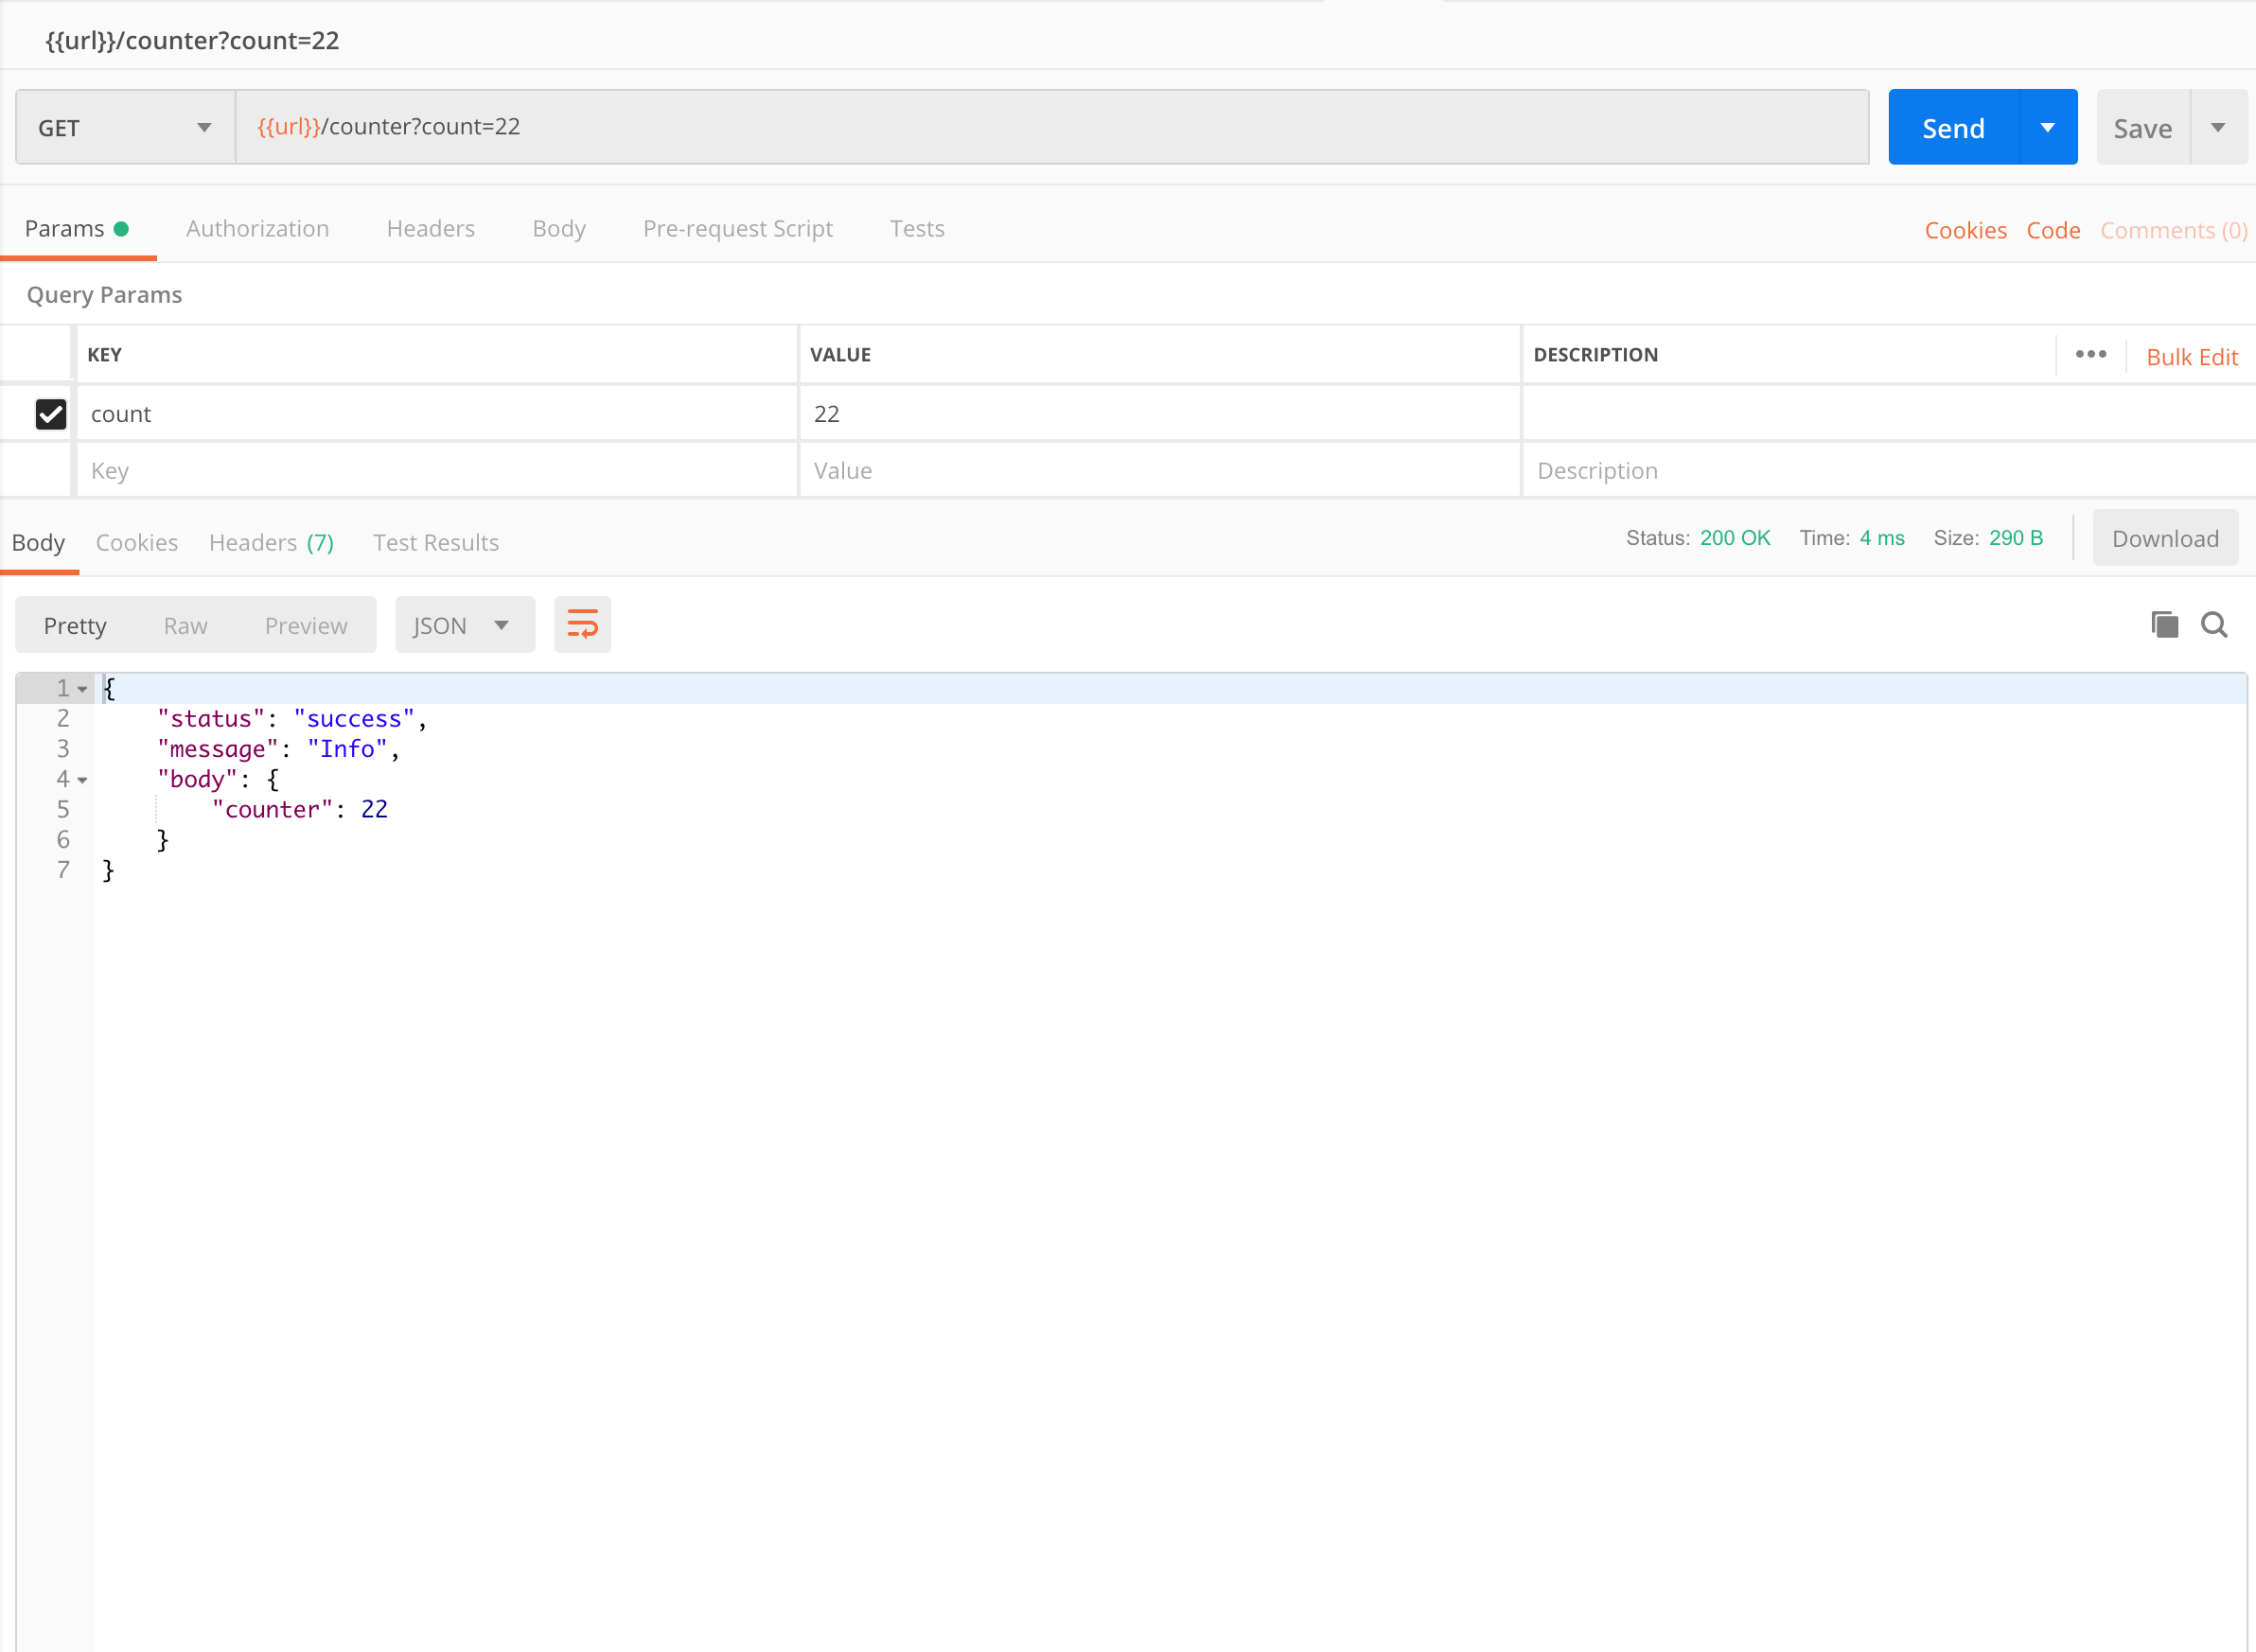 {{url}}/counter?count=22
GET {{url}}/counter?count=22 Send Save
Params Authorization Headers Body Pre-request Script Tests Cookies Code Comments (0)
Query Params
KEY VALUE DESCRIPTION ••• Bulk Edit
count 22
Key Value Description
Body Cookies Headers (7) Test Results Status: 200 OK Time: 4 ms Size: 290 B Download
Pretty Raw Preview JSON
1 {
2 "status": "success",
3 "message": "Info",
4 "body": {
5 "counter": 22
6 }
7 }